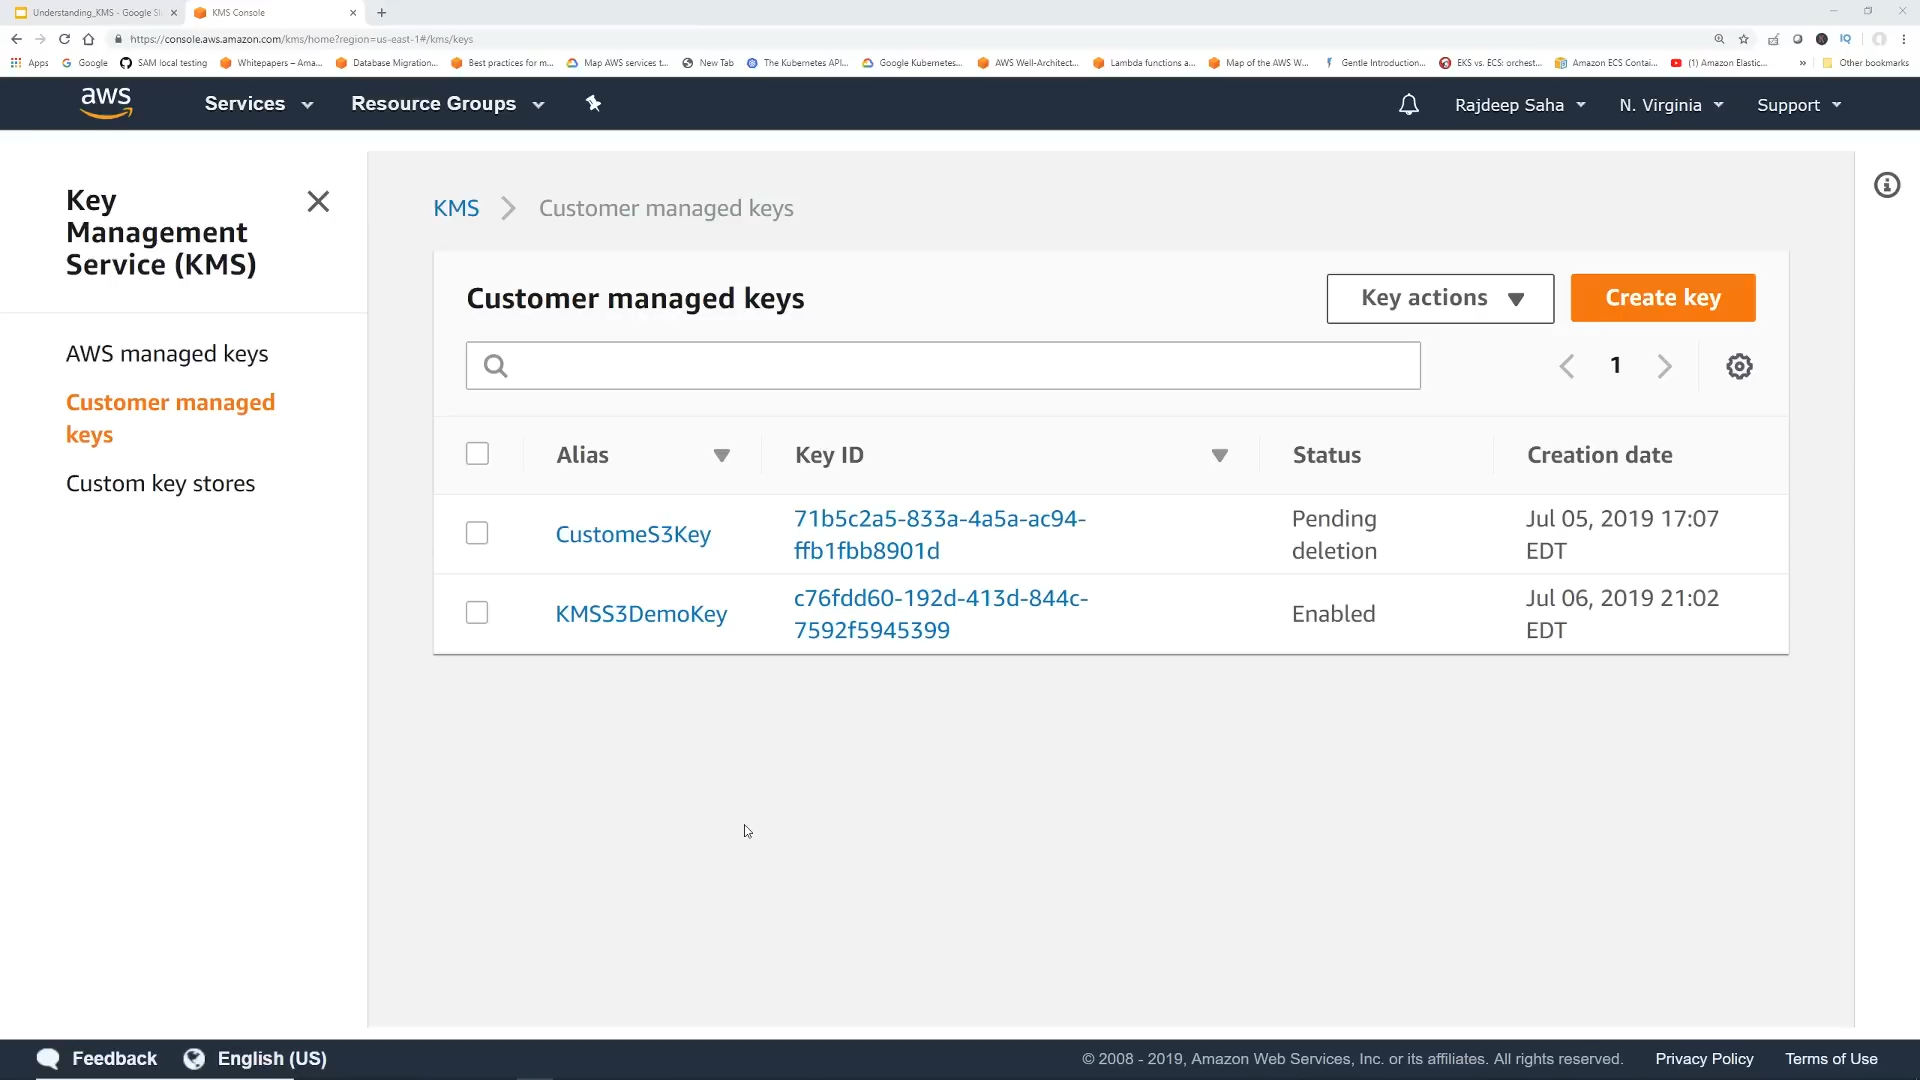 Understanding_KMS - Google Sl
KMS Console
https://console.aws.amazon.com/kms/home?region=us-east-1#/kms/keys
IQ
Apps
Google
SAM local testing
Whitepapers – Ama...
Database Migration...
Best practices for m...
Map AWS services t...
New Tab
The Kubernetes API...
Google Kubernetes...
AWS Well-Architect...
Lambda functions a...
Map of the AWS W...
Gentle Introduction...
EKS vs. ECS: orchest...
Amazon ECS Contai...
(1) Amazon Elastic...
»
Other bookmarks
aws
Services
Resource Groups
Rajdeep Saha
N. Virginia
Support
Key
Management
Service (KMS)
AWS managed keys
Customer managed
keys
Custom key stores
KMS
Customer managed keys
Customer managed keys
Key actions
Create key
1
Alias
Key ID
Status
Creation date
CustomeS3Key
71b5c2a5-833a-4a5a-ac94-
ffb1fbb8901d
Pending
deletion
Jul 05, 2019 17:07
EDT
KMSS3DemoKey
c76fdd60-192d-413d-844c-
7592f5945399
Enabled
Jul 06, 2019 21:02
EDT
Feedback
English (US)
© 2008 - 2019, Amazon Web Services, Inc. or its affiliates. All rights reserved.
Privacy Policy
Terms of Use